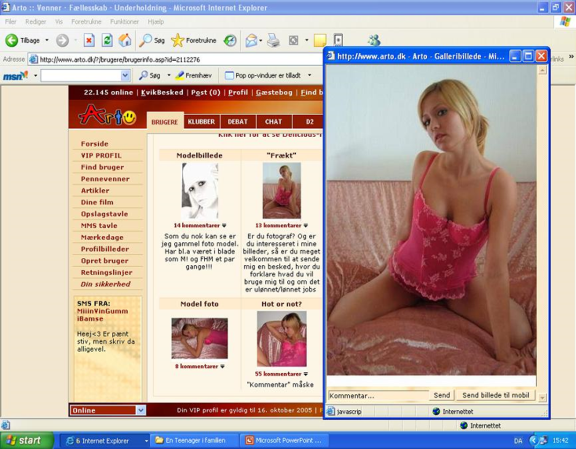 Arto :: Venner - Fællesskab - Underholdning - Microsoft Internet Explorer
Filer Rediger Vis Foretrukne Funktioner Hjælp
Tilbage Søg Foretrukne
Adresse http://www.arto.dk/?/brugere/brugerinfo.asp?id=2112276
msn Søg Fremhæv Pop op-vinduer er tilladt
22.145 online | KvikBesked | Post (0) | Profil | Gæstebog | Find b
Arto
BRUGERE KLUBBER DEBAT CHAT D2
Forside
VIP PROFIL
Find bruger
Pennevenner
Artikler
Dine film
Opslagstavle
MMS tavle
Mærkedage
Profilbilleder
Opret bruger
Retningslinjer
Din sikkerhed
SMS FRA:
MiiinVinGumm
iBamse
Heej<3 Er pænt
stiv, men skriv da
alligevel.
Online
Modelbillede
14 kommentarer
Som du nok kan se er
jeg gammel foto model.
Har bl.a været i blade
som M! og FHM et par
gange!!!
"Frækt"
13 kommentarer
Er du fotograf? Og er
du interesseret i mine
billeder, så er du meget
velkommen til at sende
mig en besked, hvor du
forklare hvad du vil
bruge mig til og om det
er ulønnet/lønnet jobs
Model foto
8 kommentarer
Hot or not?
55 kommentarer
"Kommentar" måske
Din VIP profil er gyldig til 16. oktober 2005 |
http://www.arto.dk - Arto - Galleribillede - Mi...
Kommentar... Send Send billede til mobil
javascrip Internettet
Internettet
start 6 Internet Explorer En Teenager i familien Microsoft PowerPoint ... DA 15:42